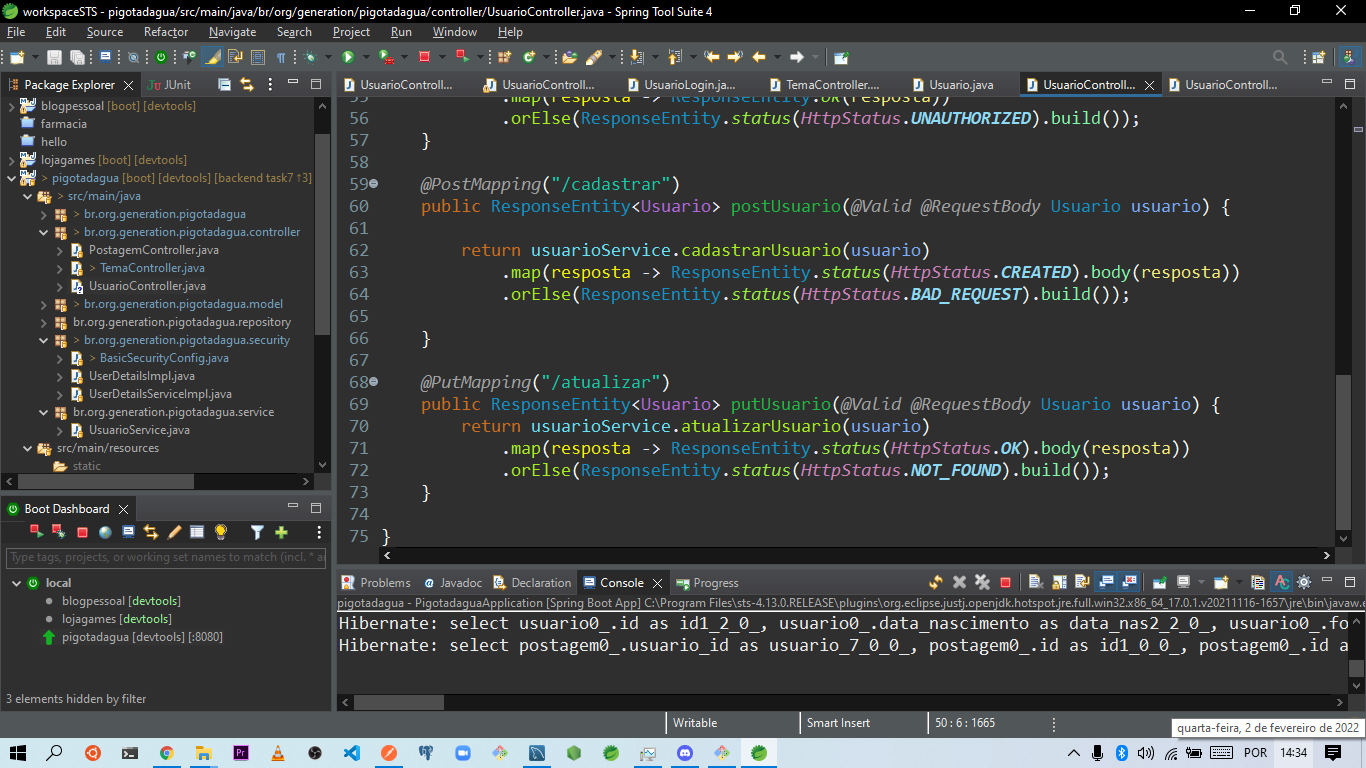 workspaceSTS - pigotadagua/src/main/java/br/org/generation/pigotadagua/controller/UsuarioController.java - Spring Tool Suite 4
File Edit Source Refactor Navigate Search Project Run Window Help
Package Explorer JUnit
blogpessoal [boot] [devtools]
farmacia
hello
lojagames [boot] [devtools]
> pigotadagua [boot] [devtools] [backend task7 ↑3]
> src/main/java
> br.org.generation.pigotadagua
> br.org.generation.pigotadagua.controller
PostagemController.java
> TemaController.java
UsuarioController.java
> br.org.generation.pigotadagua.model
br.org.generation.pigotadagua.repository
> br.org.generation.pigotadagua.security
> BasicSecurityConfig.java
UserDetailsImpl.java
UserDetailsServiceImpl.java
br.org.generation.pigotadagua.service
UsuarioService.java
src/main/resources
static
Boot Dashboard
Type tags, projects, or working set names to match (incl. *
local
blogpessoal [devtools]
lojagames [devtools]
pigotadagua [devtools] [:8080]
3 elements hidden by filter
UsuarioControll... UsuarioControll... UsuarioLogin.ja... TemaController.... Usuario.java UsuarioControll... UsuarioControll...
55 .map(resposta -> ResponseEntity.ok(resposta))
56 .orElse(ResponseEntity.status(HttpStatus.UNAUTHORIZED).build());
57 }
58
59 @PostMapping("/cadastrar")
60 public ResponseEntity<Usuario> postUsuario(@Valid @RequestBody Usuario usuario) {
61
62 return usuarioService.cadastrarUsuario(usuario)
63 .map(resposta -> ResponseEntity.status(HttpStatus.CREATED).body(resposta))
64 .orElse(ResponseEntity.status(HttpStatus.BAD_REQUEST).build());
65
66 }
67
68 @PutMapping("/atualizar")
69 public ResponseEntity<Usuario> putUsuario(@Valid @RequestBody Usuario usuario) {
70 return usuarioService.atualizarUsuario(usuario)
71 .map(resposta -> ResponseEntity.status(HttpStatus.OK).body(resposta))
72 .orElse(ResponseEntity.status(HttpStatus.NOT_FOUND).build());
73 }
74
75 }
Problems Javadoc Declaration Console Progress
pigotadagua - PigotadaguaApplication [Spring Boot App] C:\Program Files\sts-4.13.0.RELEASE\plugins\org.eclipse.justj.openjdk.hotspot.jre.full.win32.x86_64_17.0.1.v20211116-1657\jre\bin\javaw.e
Hibernate: select usuario0_.id as id1_2_0_, usuario0_.data_nascimento as data_nas2_2_0_, usuario0_.fo
Hibernate: select postagem0_.usuario_id as usuario_7_0_0_, postagem0_.id as id1_0_0_, postagem0_.id a
Writable Smart Insert 50 : 6 : 1665
quarta-feira, 2 de fevereiro de 2022
POR 14:34